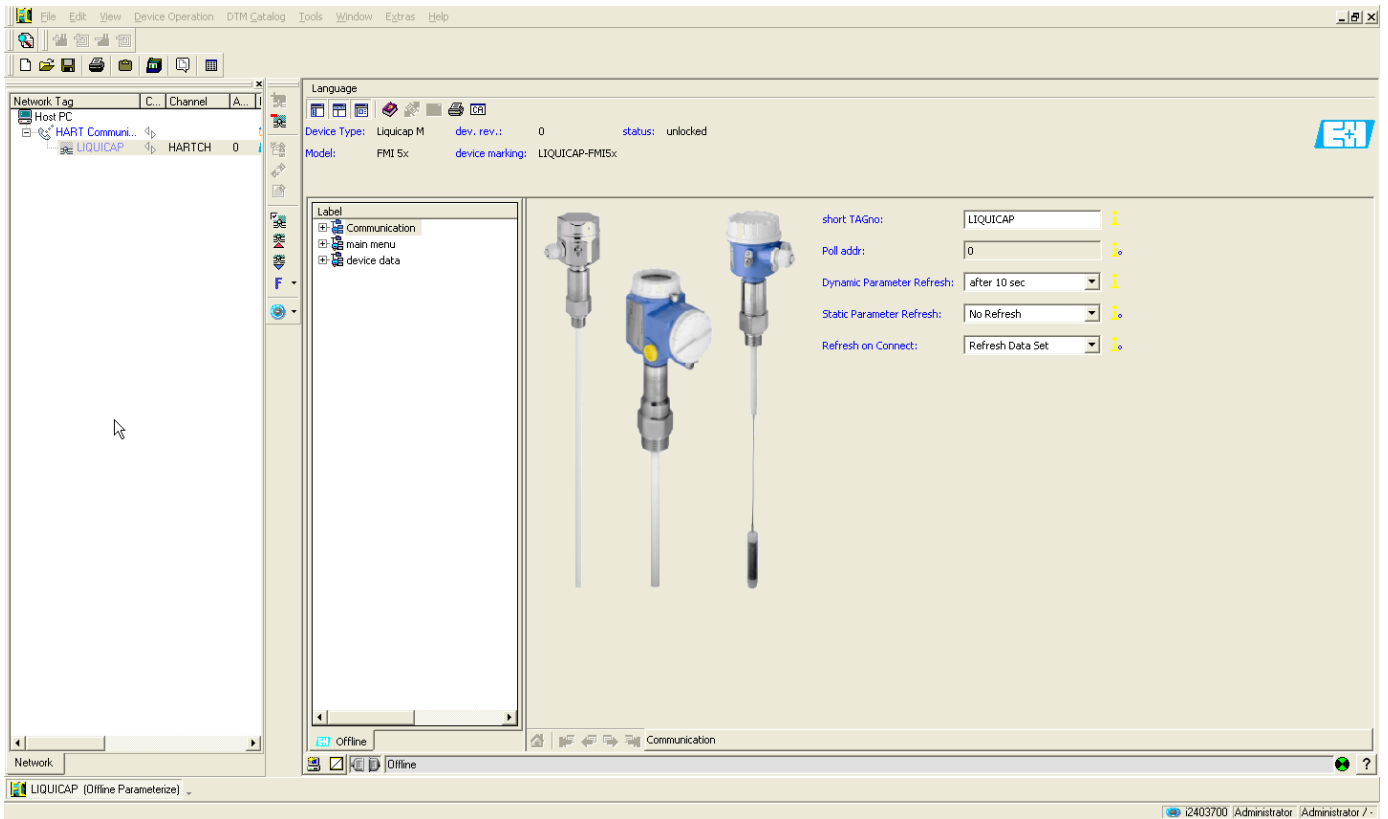 File Edit View Device Operation DTM Catalog Tools Window Extras Help
Language
Network Tag C... Channel A...
Host PC
HART Communi...
LIQUICAP HARTCH 0
Device Type: Liquicap M dev. rev.: 0 status: unlocked
Model: FMI 5x device marking: LIQUICAP-FMI5x
E+H
Label
Communication
main menu
device data
short TAGno: LIQUICAP
Poll addr: 0
Dynamic Parameter Refresh: after 10 sec
Static Parameter Refresh: No Refresh
Refresh on Connect: Refresh Data Set
F
Offline
Communication
Network
Offline
?
LIQUICAP (Offline Parameterize)
i2403700 Administrator Administrator / -